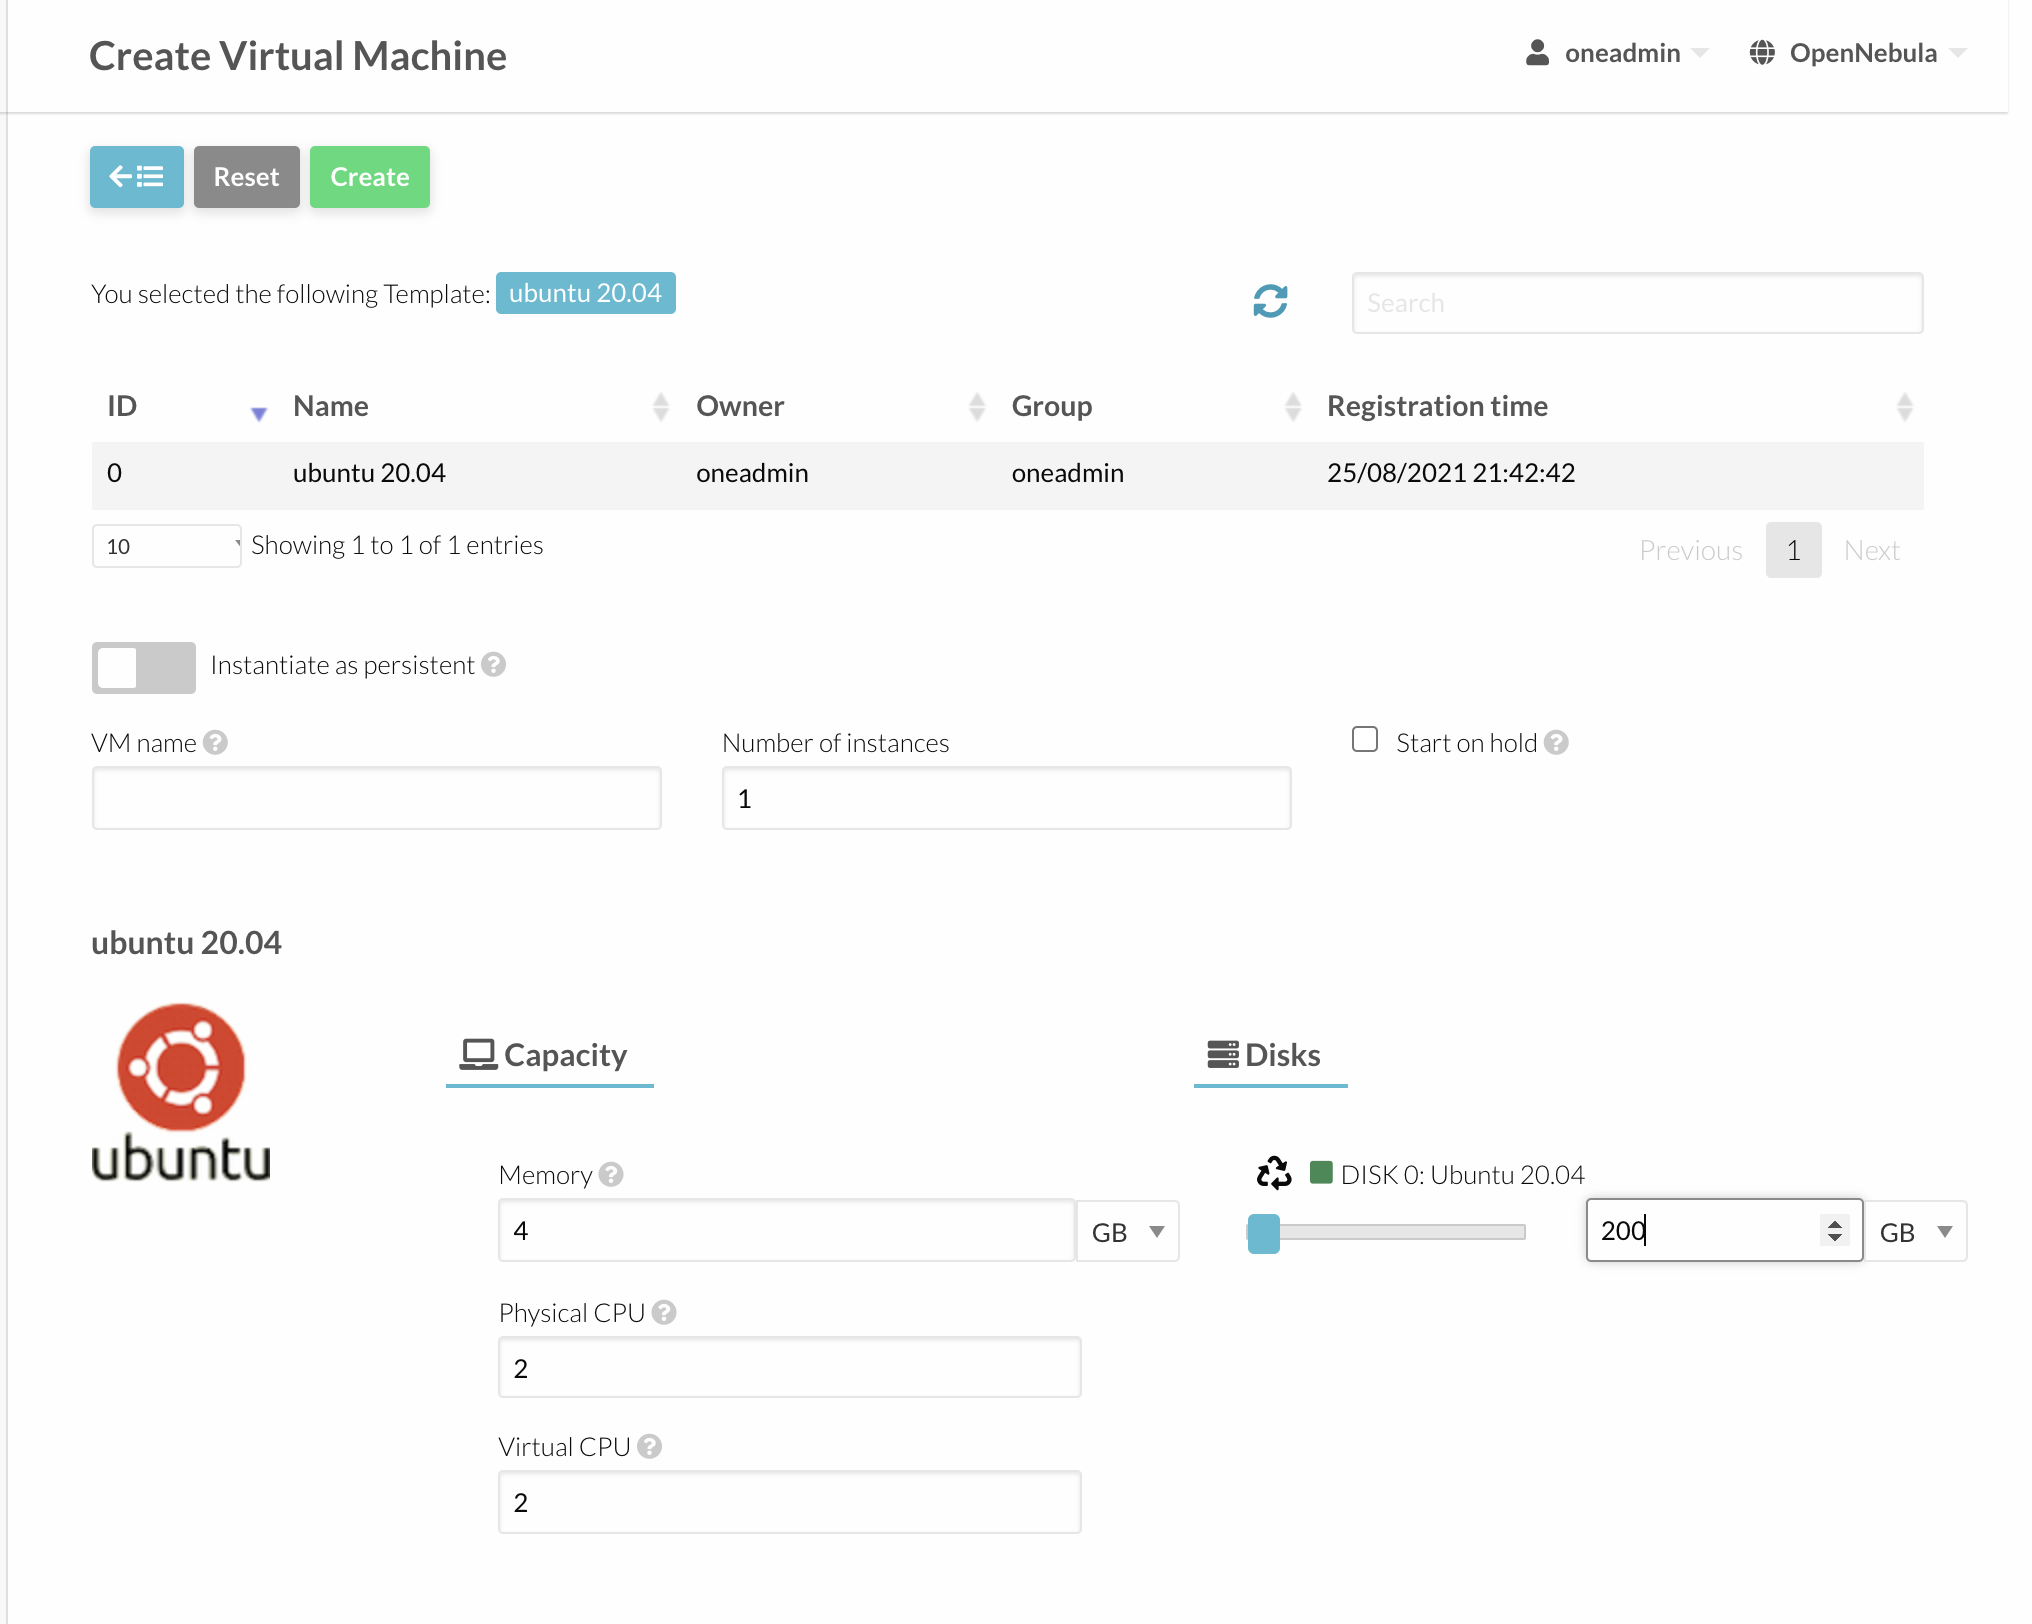 Create Virtual Machine
oneadmin OpenNebula
Reset Create
You selected the following Template: ubuntu 20.04
Search
ID Name Owner Group Registration time
0 ubuntu 20.04 oneadmin oneadmin 25/08/2021 21:42:42
10 Showing 1 to 1 of 1 entries Previous 1 Next
Instantiate as persistent ?
VM name ? Number of instances Start on hold ?
1
ubuntu 20.04
ubuntu
Capacity Disks
Memory ? DISK 0: Ubuntu 20.04
4 GB 200 GB
Physical CPU ?
2
Virtual CPU ?
2